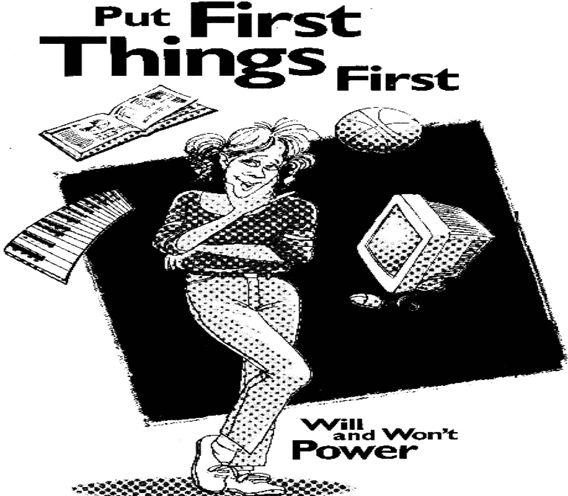 Put First
Things First
Will
and Won't
Power